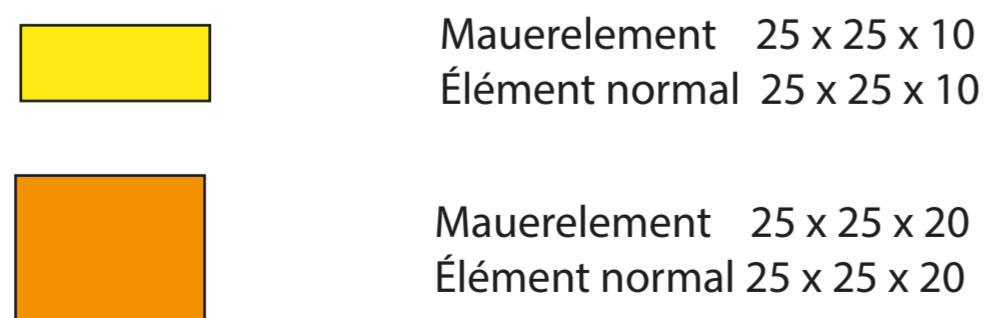 Mauerelement 25 x 25 x 10
Élément normal 25 x 25 x 10
Mauerelement 25 x 25 x 20
Élément normal 25 x 25 x 20